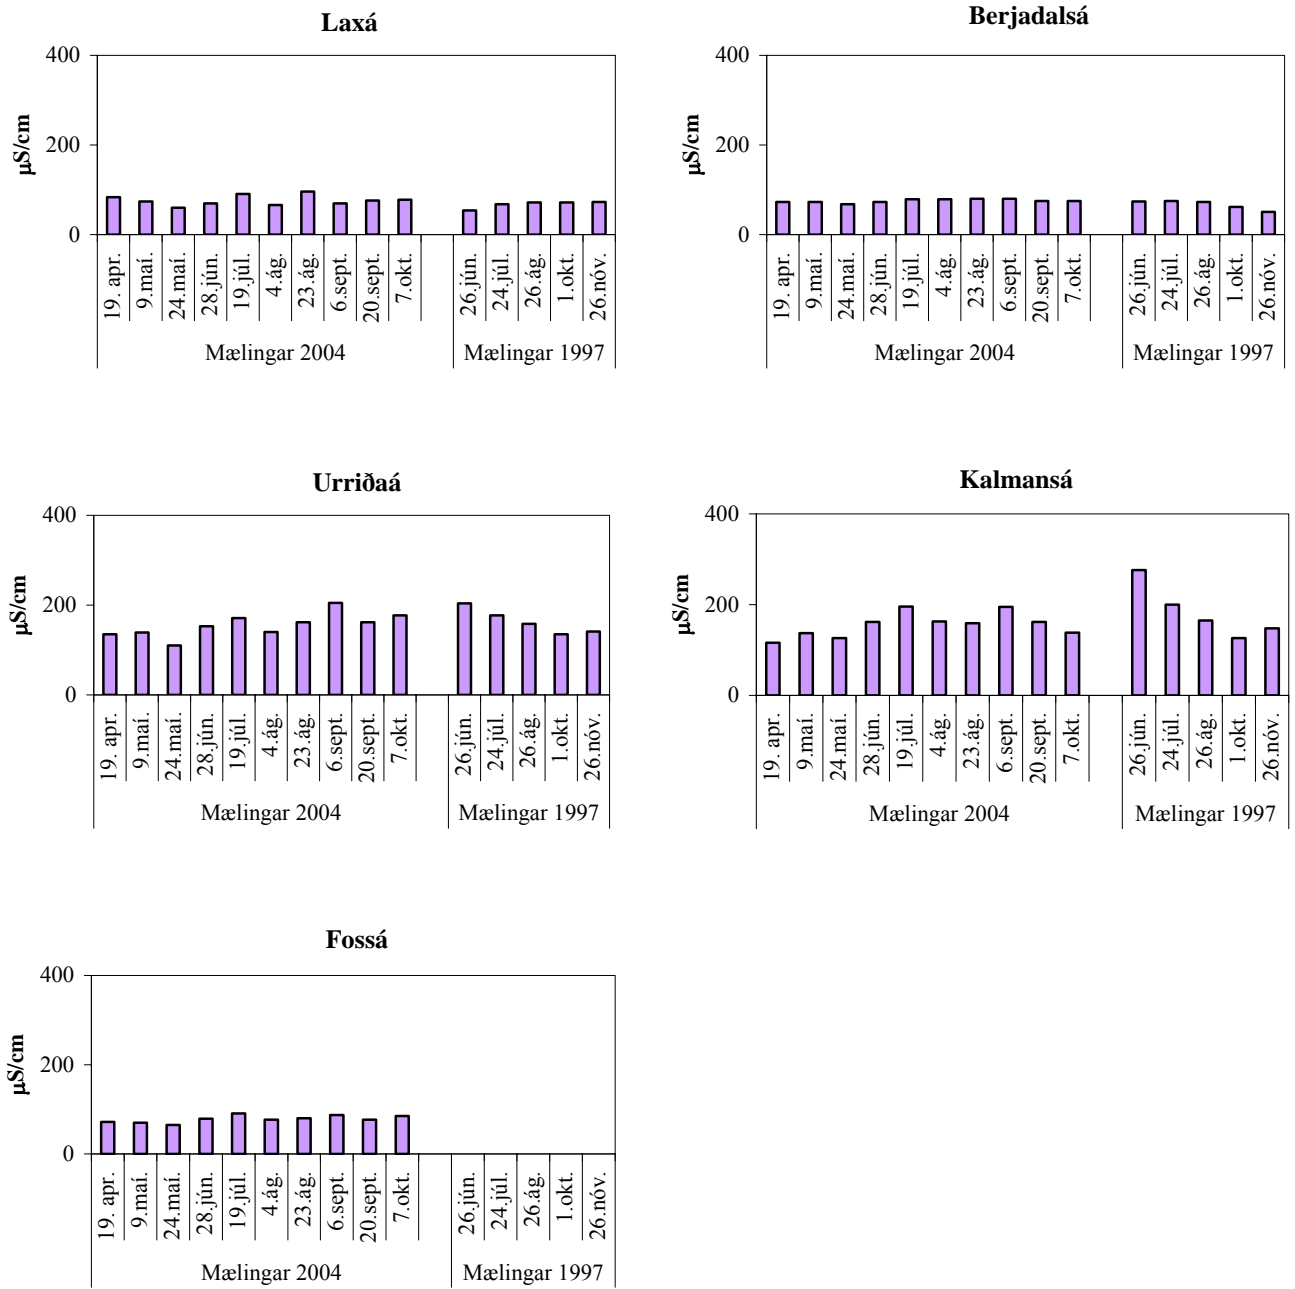 Laxá
400
200
0
µS/cm
19. apr.
9.maí.
24.maí.
28.jún.
19.júl.
4.ág.
23.ág.
6.sept.
20.sept.
7.okt.
26.jún.
24.júl.
26.ág.
1.okt.
26.nóv.
Mælingar 2004
Mælingar 1997
Berjadalsá
400
200
0
µS/cm
19. apr.
9.maí.
24.maí.
28.jún.
19.júl.
4.ág.
23.ág.
6.sept.
20.sept.
7.okt.
26.jún.
24.júl.
26.ág.
1.okt.
26.nóv.
Mælingar 2004
Mælingar 1997
Urriðaá
400
200
0
µS/cm
19. apr.
9.maí.
24.maí.
28.jún.
19.júl.
4.ág.
23.ág.
6.sept.
20.sept.
7.okt.
26.jún.
24.júl.
26.ág.
1.okt.
26.nóv.
Mælingar 2004
Mælingar 1997
Kalmansá
400
200
0
µS/cm
19. apr.
9.maí.
24.maí.
28.jún.
19.júl.
4.ág.
23.ág.
6.sept.
20.sept.
7.okt.
26.jún.
24.júl.
26.ág.
1.okt.
26.nóv.
Mælingar 2004
Mælingar 1997
Fossá
400
200
0
µS/cm
19. apr.
9.maí.
24.maí.
28.jún.
19.júl.
4.ág.
23.ág.
6.sept.
20.sept.
7.okt.
26.jún.
24.júl.
26.ág.
1.okt.
26.nóv.
Mælingar 2004
Mælingar 1997